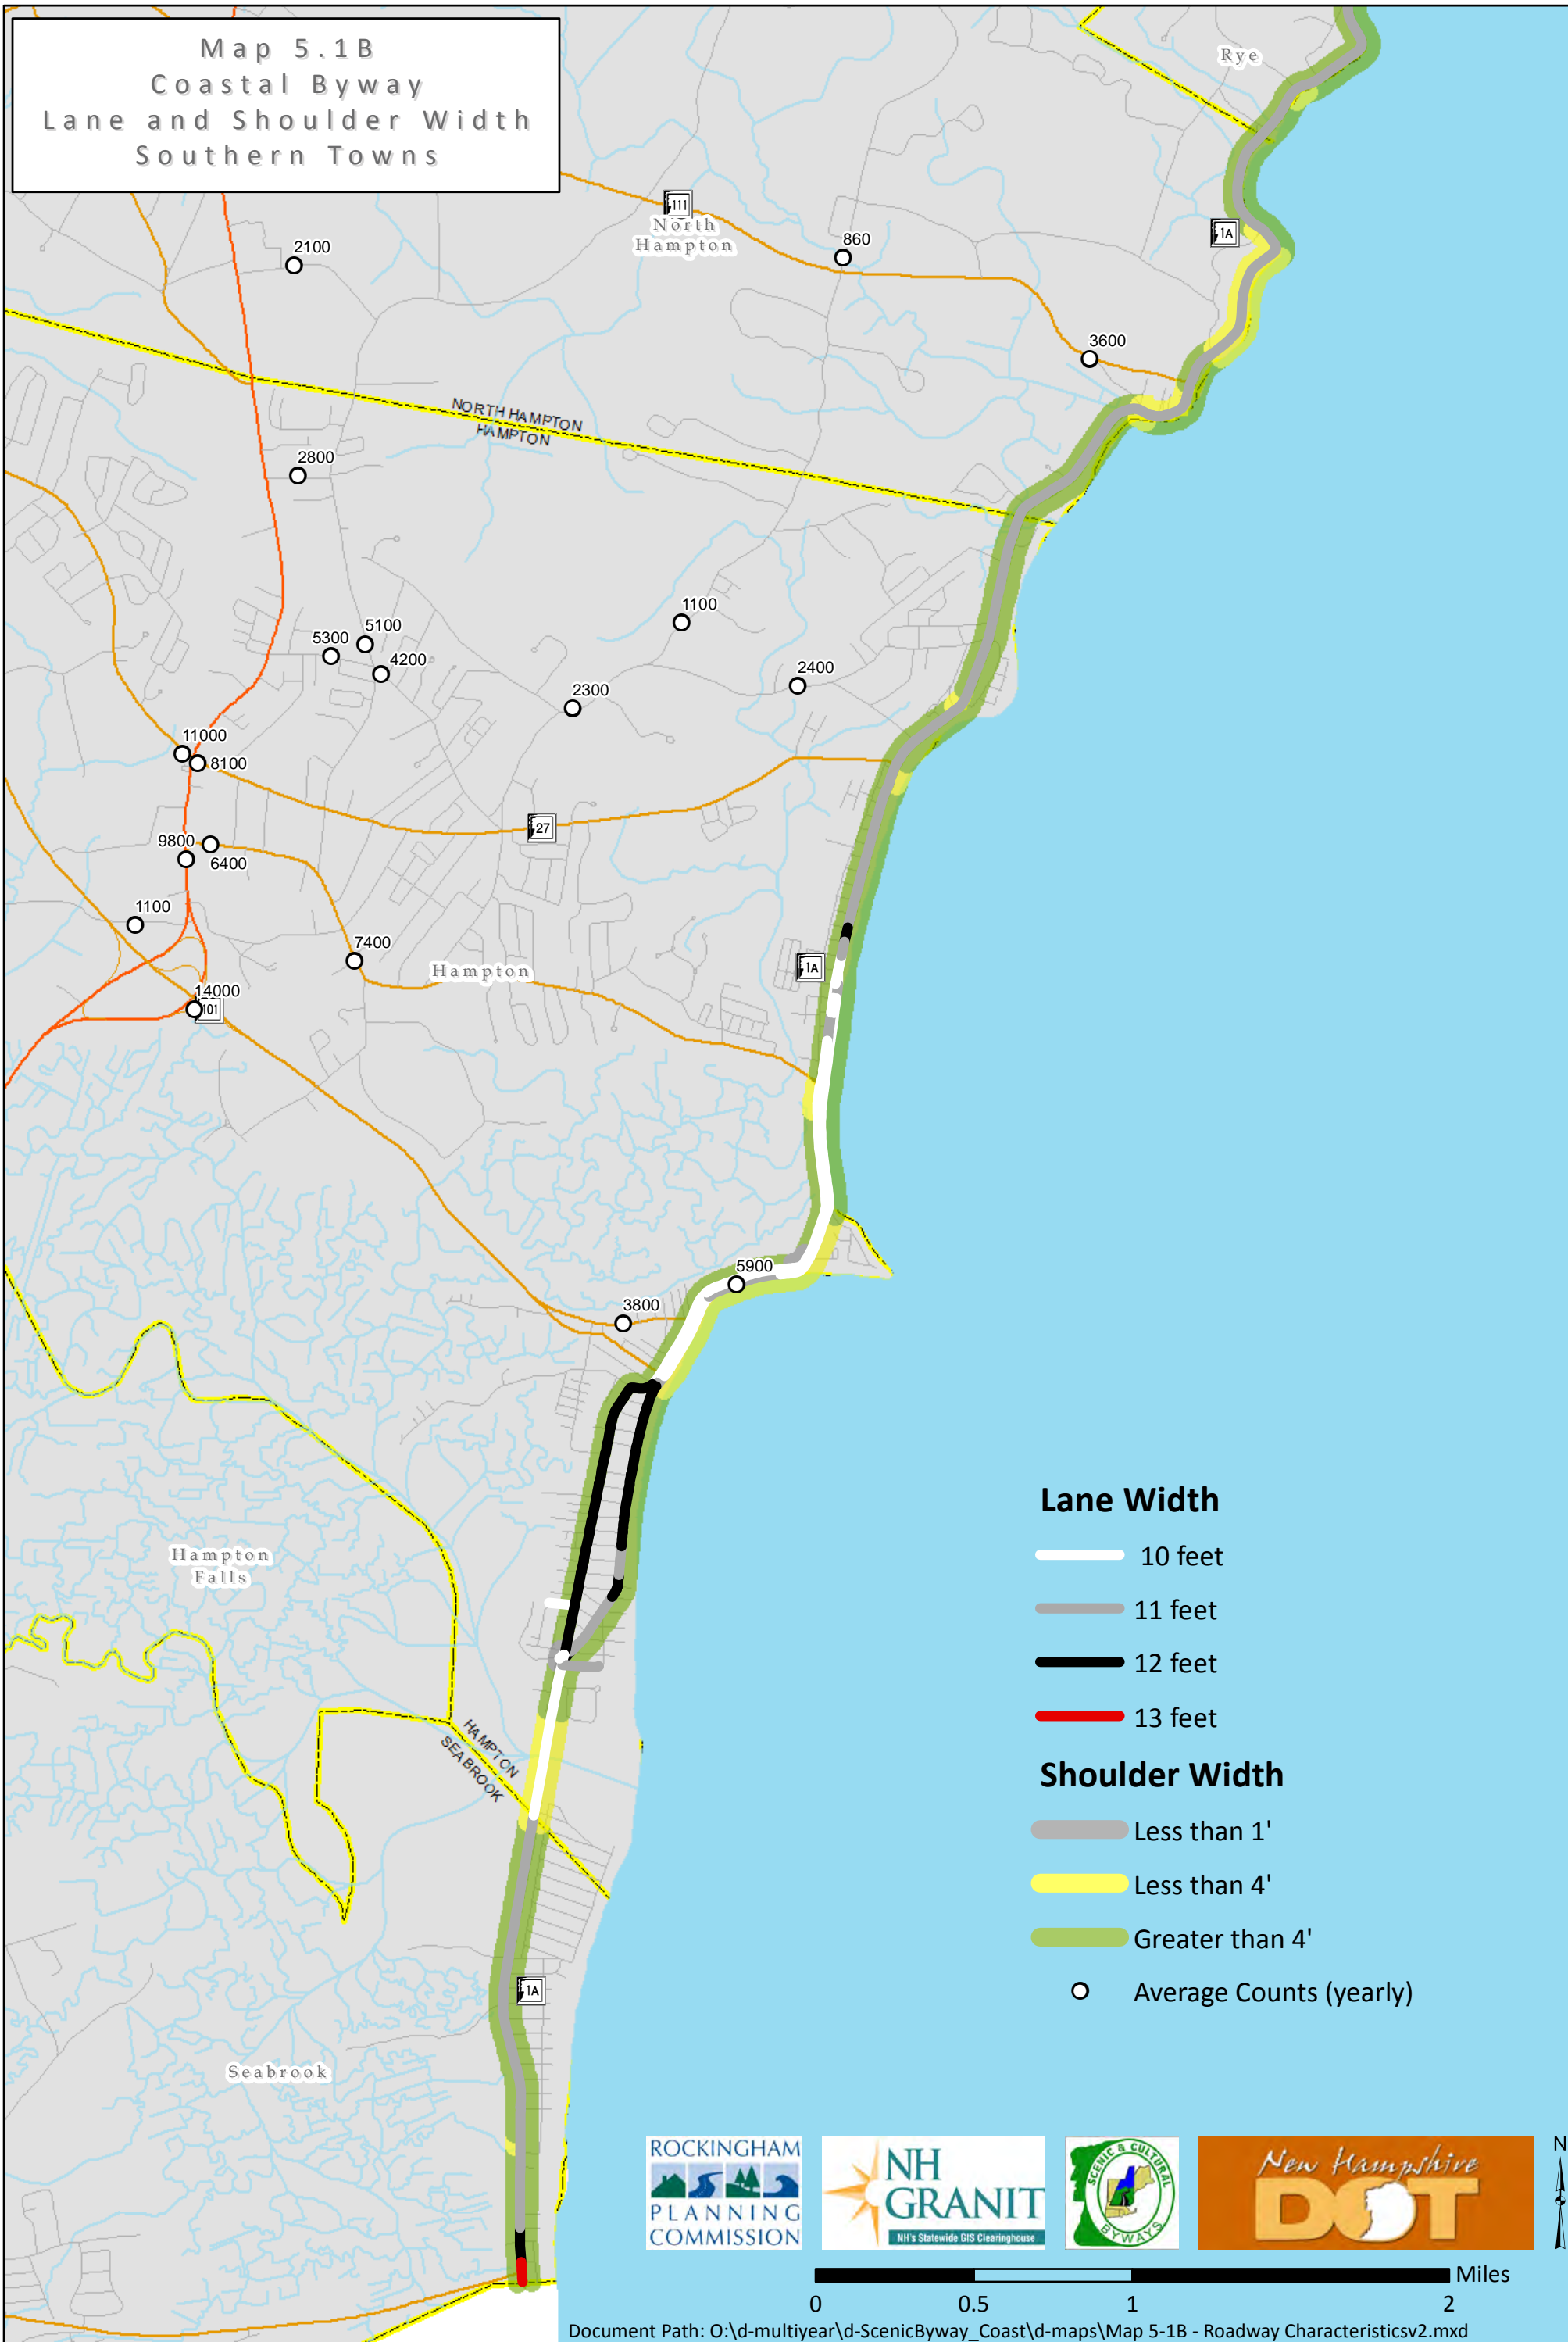 Map 5.1B
Coastal Byway
Lane and Shoulder Width
Southern Towns
Rye
111
North
Hampton
1A
860
2100
3600
NORTH HAMPTON
HAMPTON
2800
1100
5100
5300
4200
2400
2300
11000
8100
27
9800
6400
1100
7400
1A
Hampton
14000
101
5900
3800
Lane Width
10 feet
11 feet
12 feet
13 feet
Hampton
Falls
HAMPTON
SEABROOK
Shoulder Width
Less than 1'
Less than 4'
Greater than 4'
Average Counts (yearly)
1A
Seabrook
ROCKINGHAM
PLANNING
COMMISSION
NH
GRANIT
NH's Statewide GIS Clearinghouse
SCENIC & CULTURAL
BYWAYS
New Hampshire
DOT
N
Miles
0 0.5 1 2
Document Path: O:\d-multiyear\d-ScenicByway_Coast\d-maps\Map 5-1B - Roadway Characteristicsv2.mxd